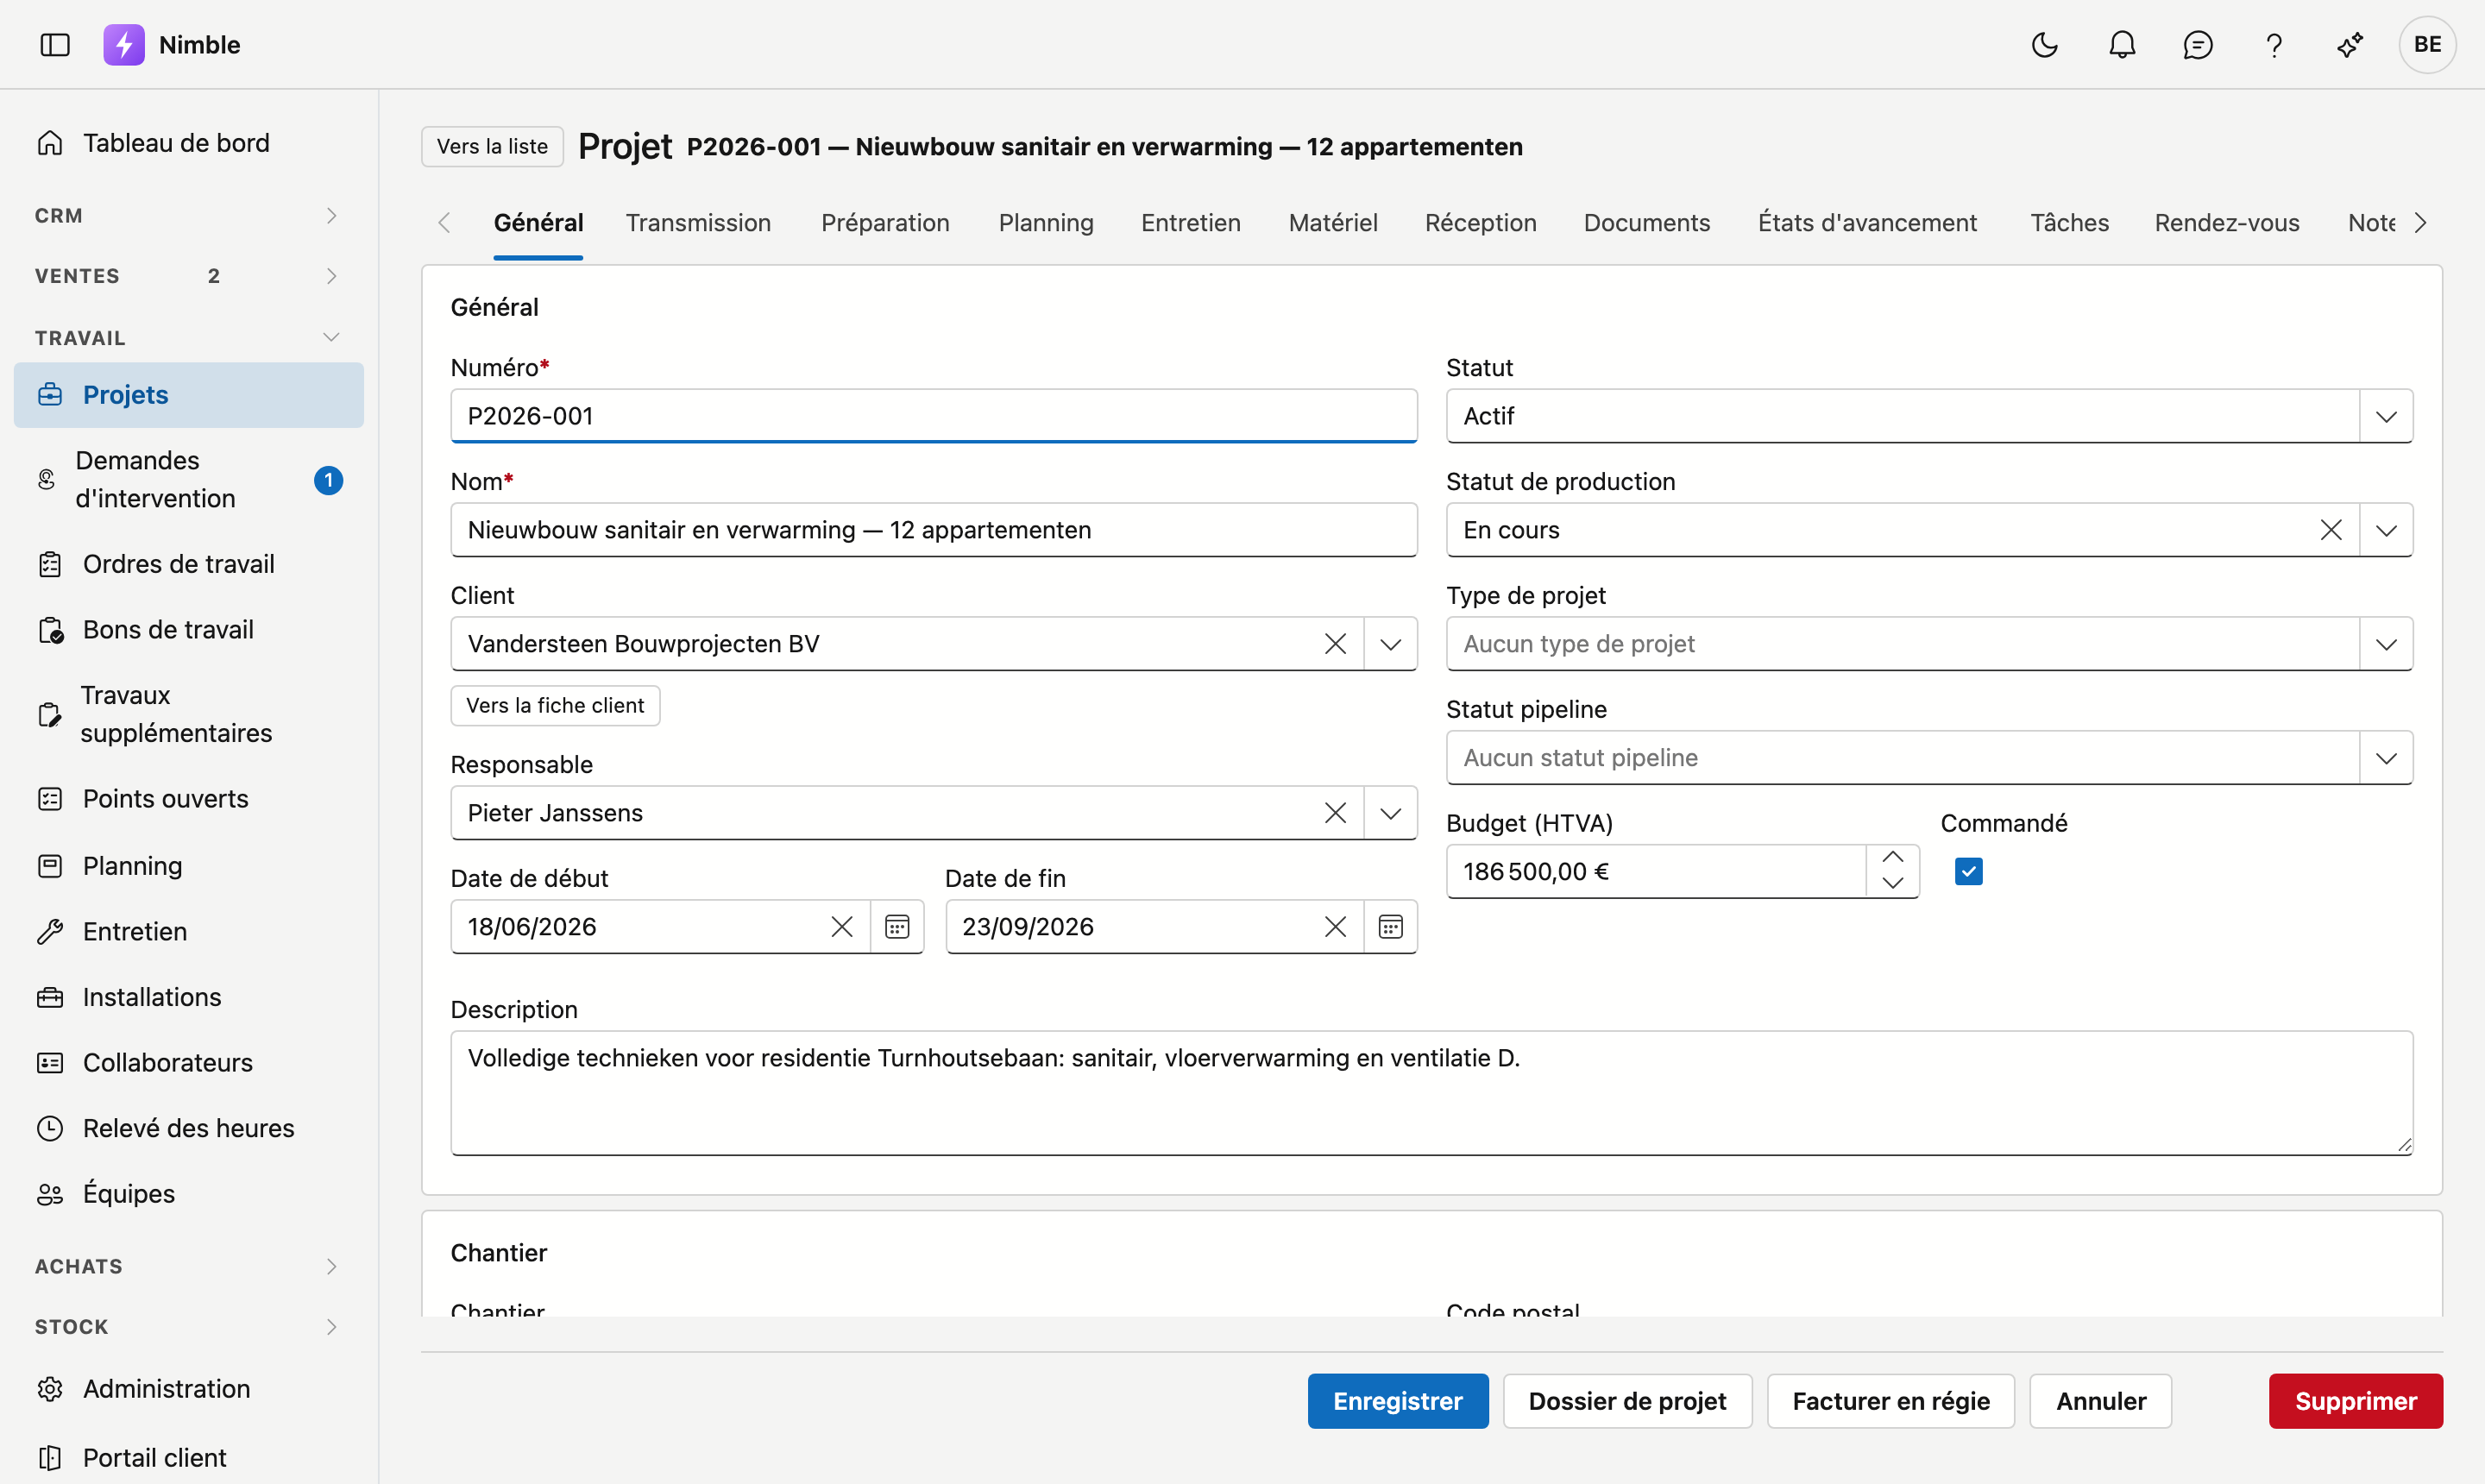 Nimble
BE
Tableau de bord
CRM
VENTES 2
TRAVAIL
Projets
Demandes
d'intervention
1
Ordres de travail
Bons de travail
Travaux
supplémentaires
Points ouverts
Planning
Entretien
Installations
Collaborateurs
Relevé des heures
Équipes
ACHATS
STOCK
Administration
Portail client
Vers la liste
Projet P2026-001 — Nieuwbouw sanitair en verwarming — 12 appartementen
Général Transmission Préparation Planning Entretien Matériel Réception Documents États d'avancement Tâches Rendez-vous Note
Général
Numéro*
P2026-001
Statut
Actif
Nom*
Nieuwbouw sanitair en verwarming — 12 appartementen
Statut de production
En cours
Client
Vandersteen Bouwprojecten BV
Vers la fiche client
Type de projet
Aucun type de projet
Statut pipeline
Aucun statut pipeline
Responsable
Pieter Janssens
Budget (HTVA)
186 500,00 €
Commandé
Date de début
18/06/2026
Date de fin
23/09/2026
Description
Volledige technieken voor residentie Turnhoutsebaan: sanitair, vloerverwarming en ventilatie D.
Chantier
Chantier
Code postal
Enregistrer
Dossier de projet
Facturer en régie
Annuler
Supprimer